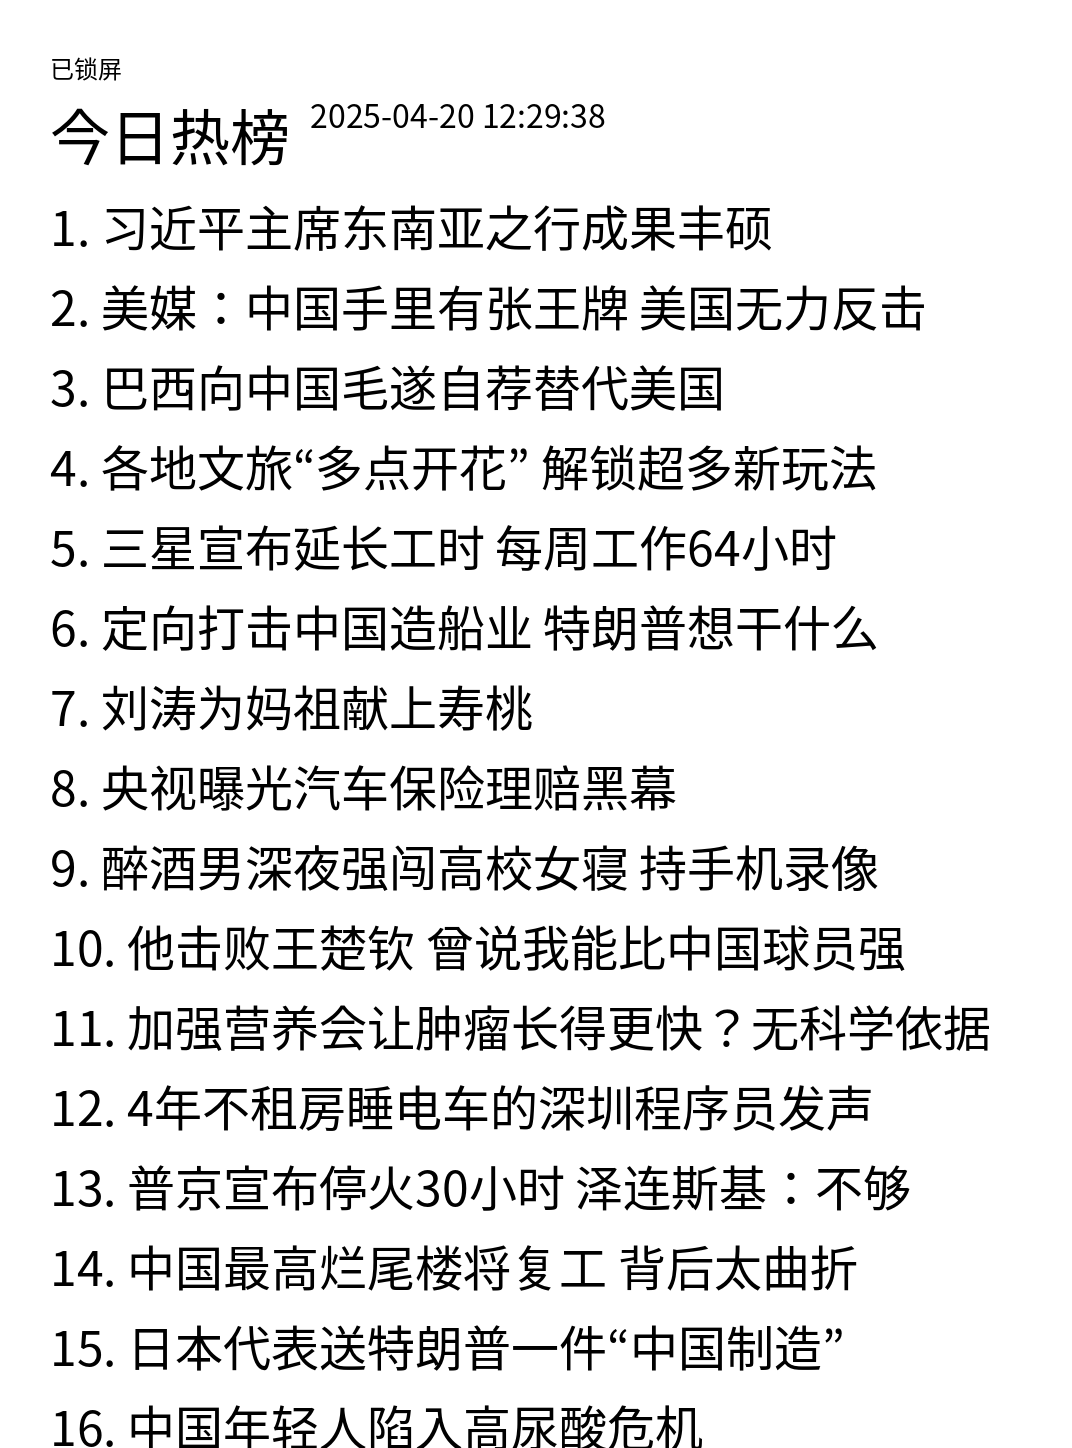 已锁屏
今日热榜 2025-04-20 12:29:38
1. 习近平主席东南亚之行成果丰硕
2. 美媒：中国手里有张王牌 美国无力反击
3. 巴西向中国毛遂自荐替代美国
4. 各地文旅“多点开花” 解锁超多新玩法
5. 三星宣布延长工时 每周工作64小时
6. 定向打击中国造船业 特朗普想干什么
7. 刘涛为妈祖献上寿桃
8. 央视曝光汽车保险理赔黑幕
9. 醉酒男深夜强闯高校女寝 持手机录像
10. 他击败王楚钦 曾说我能比中国球员强
11. 加强营养会让肿瘤长得更快？无科学依据
12. 4年不租房睡电车的深圳程序员发声
13. 普京宣布停火30小时 泽连斯基：不够
14. 中国最高烂尾楼将复工 背后太曲折
15. 日本代表送特朗普一件“中国制造”
16. 中国年轻人陷入高尿酸危机